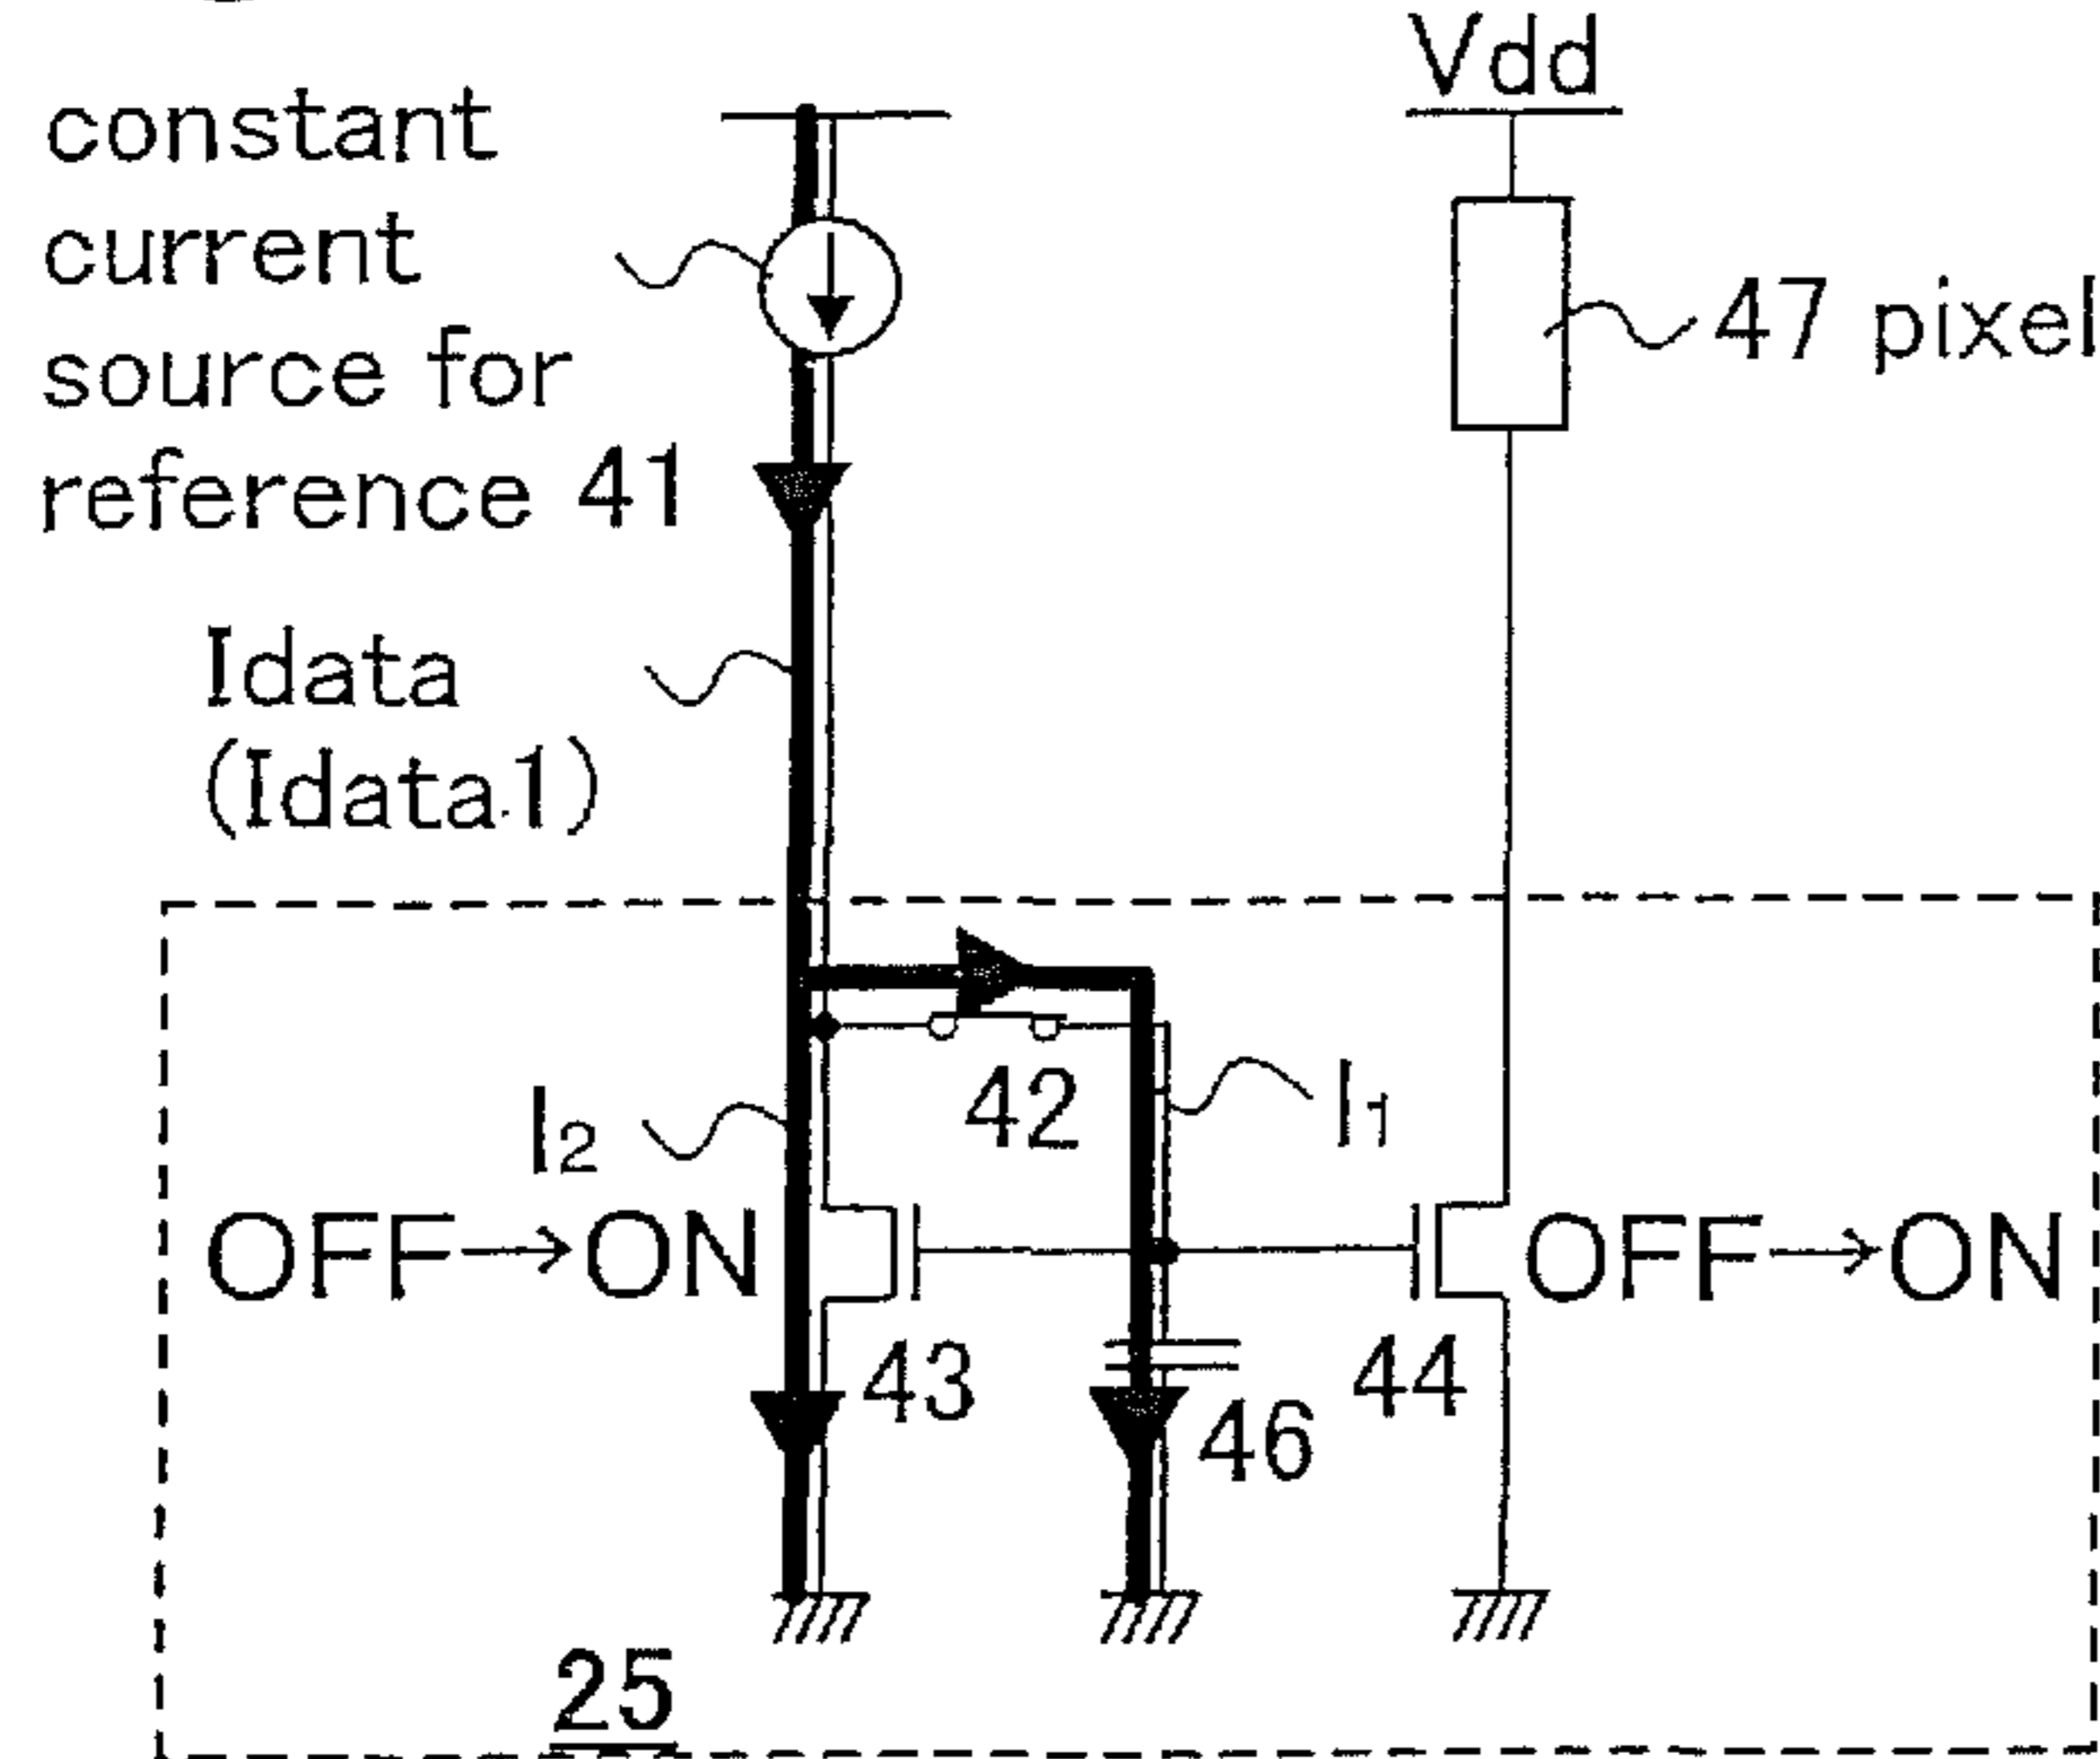 constant
current
source for
reference 41
Vdd
47 pixel
Idata
(Idata1)
42
I1
I2
OFF→ON
OFF→ON
43
44
46
25